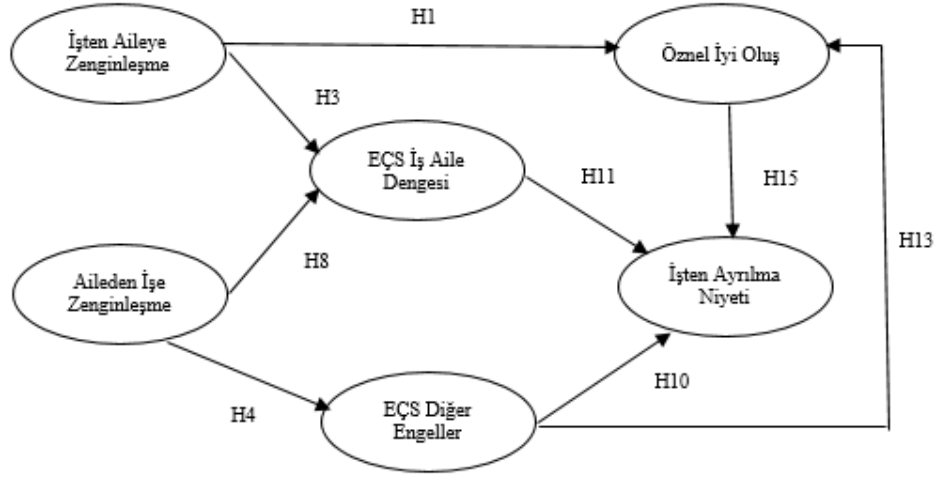 H1
İşten Aileye
Zenginleşme
Öznel İyi Oluş
H3
EÇS İş Aile
Dengesi
H11
H15
H13
H8
Aileden İşe
Zenginleşme
İşten Ayrılma
Niyeti
H10
H4
EÇS Diğer
Engeller